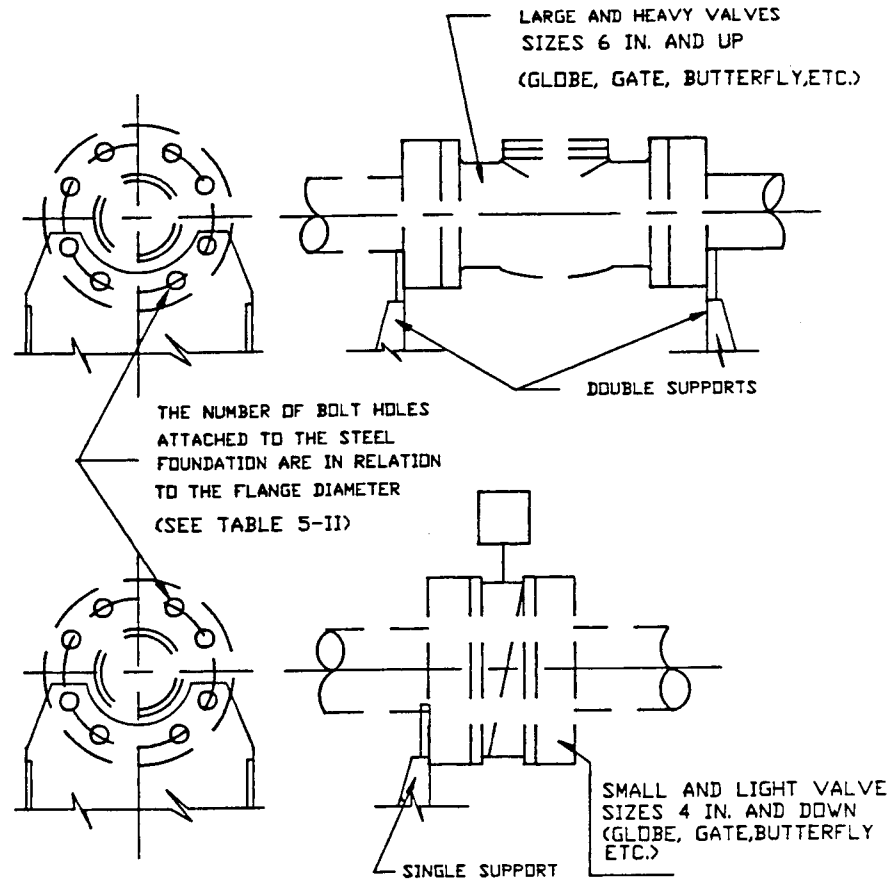 LARGE AND HEAVY VALVES
SIZES 6 IN. AND UP
(GLOBE, GATE, BUTTERFLY,ETC.)
DOUBLE SUPPORTS
THE NUMBER OF BOLT HOLES
ATTACHED TO THE STEEL
FOUNDATION ARE IN RELATION
TO THE FLANGE DIAMETER
(SEE TABLE 5-II)
SMALL AND LIGHT VALVE
SIZES 4 IN. AND DOWN
(GLOBE, GATE,BUTTERFLY
ETC.)
SINGLE SUPPORT